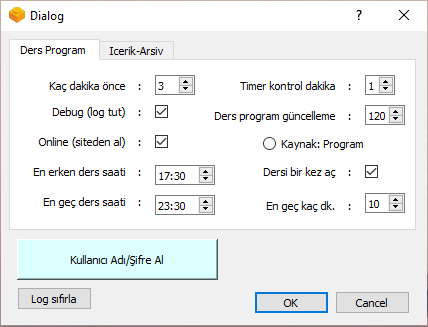 Dialog
Ders Program İcerik-Arsiv
Kaç dakika önce : 3 Timer kontrol dakika : 1
Debug (log tut) : Ders program güncelleme : 120
Online (siteden al) : Kaynak: Program
En erken ders saati : 17:30 Dersi bir kez aç :
En geç ders saati : 23:30 En geç kaç dk. : 10
Kullanıcı Adı/Şifre Al
Log sıfırla OK Cancel